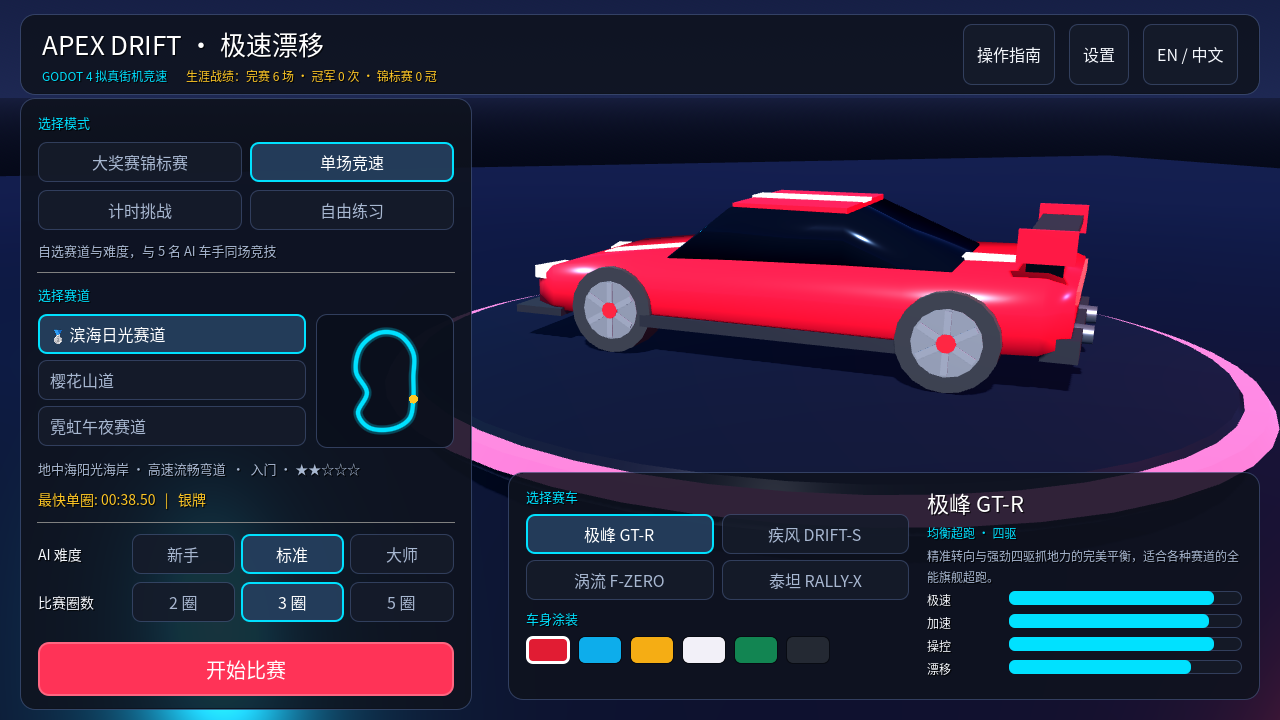 APEX DRIFT · 极速漂移
GODOT 4 拟真街机竞速 生涯战绩：完赛 6 场 · 冠军 0 次 · 锦标赛 0 冠
操作指南
设置
EN / 中文
选择模式
大奖赛锦标赛
单场竞速
计时挑战
自由练习
自选赛道与难度，与 5 名 AI 车手同场竞技
选择赛道
滨海日光赛道
樱花山道
霓虹午夜赛道
地中海阳光海岸 · 高速流畅弯道 · 入门 · ★★☆☆☆
最快单圈: 00:38.50 | 银牌
AI 难度
新手
标准
大师
比赛圈数
2 圈
3 圈
5 圈
开始比赛
选择赛车
极峰 GT-R
疾风 DRIFT-S
涡流 F-ZERO
泰坦 RALLY-X
车身涂装
极峰 GT-R
均衡超跑 · 四驱
精准转向与强劲四驱抓地力的完美平衡，适合各种赛道的全
能旗舰超跑。
极速
加速
操控
漂移